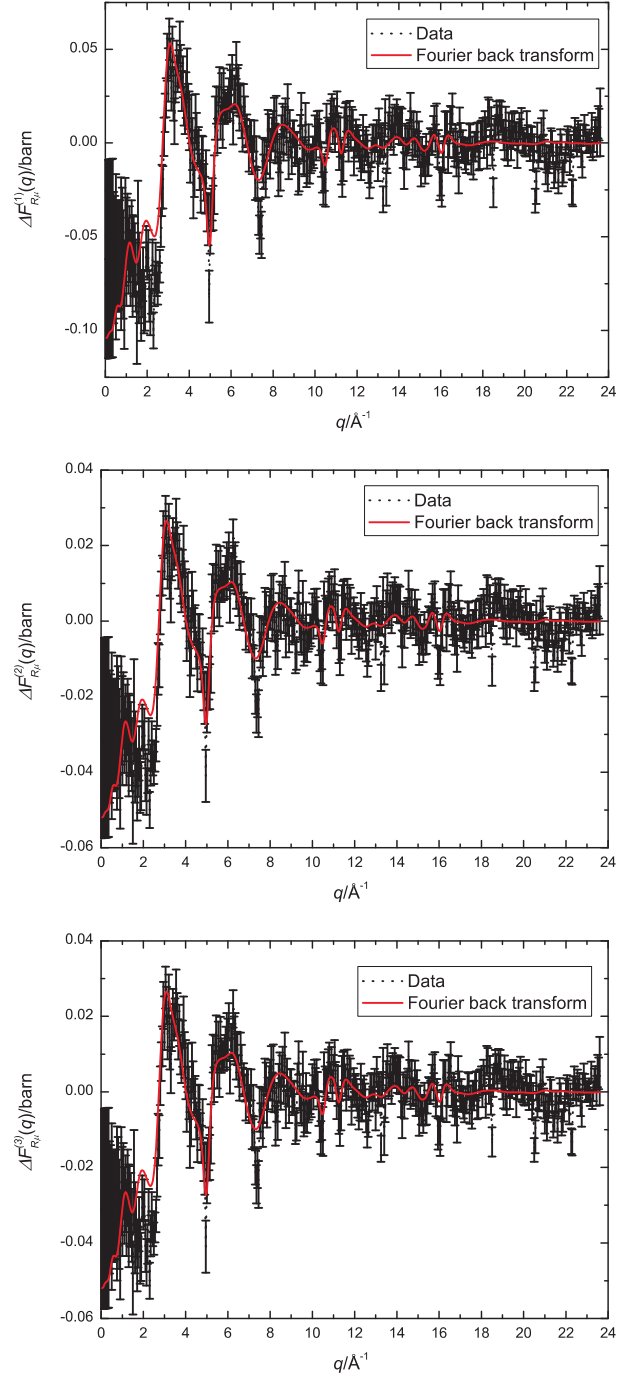 Data
Fourier back transform
0.05
0.00
-0.05
-0.10
ΔF_{Rμ}^{(1)}(q)/barn
0 2 4 6 8 10 12 14 16 18 20 22 24
q/Å⁻¹
0.04
Data
Fourier back transform
0.02
0.00
-0.02
-0.04
-0.06
ΔF_{Rμ}^{(2)}(q)/barn
0 2 4 6 8 10 12 14 16 18 20 22 24
q/Å⁻¹
0.04
Data
Fourier back transform
0.02
0.00
-0.02
-0.04
-0.06
ΔF_{Rμ}^{(3)}(q)/barn
0 2 4 6 8 10 12 14 16 18 20 22 24
q/Å⁻¹